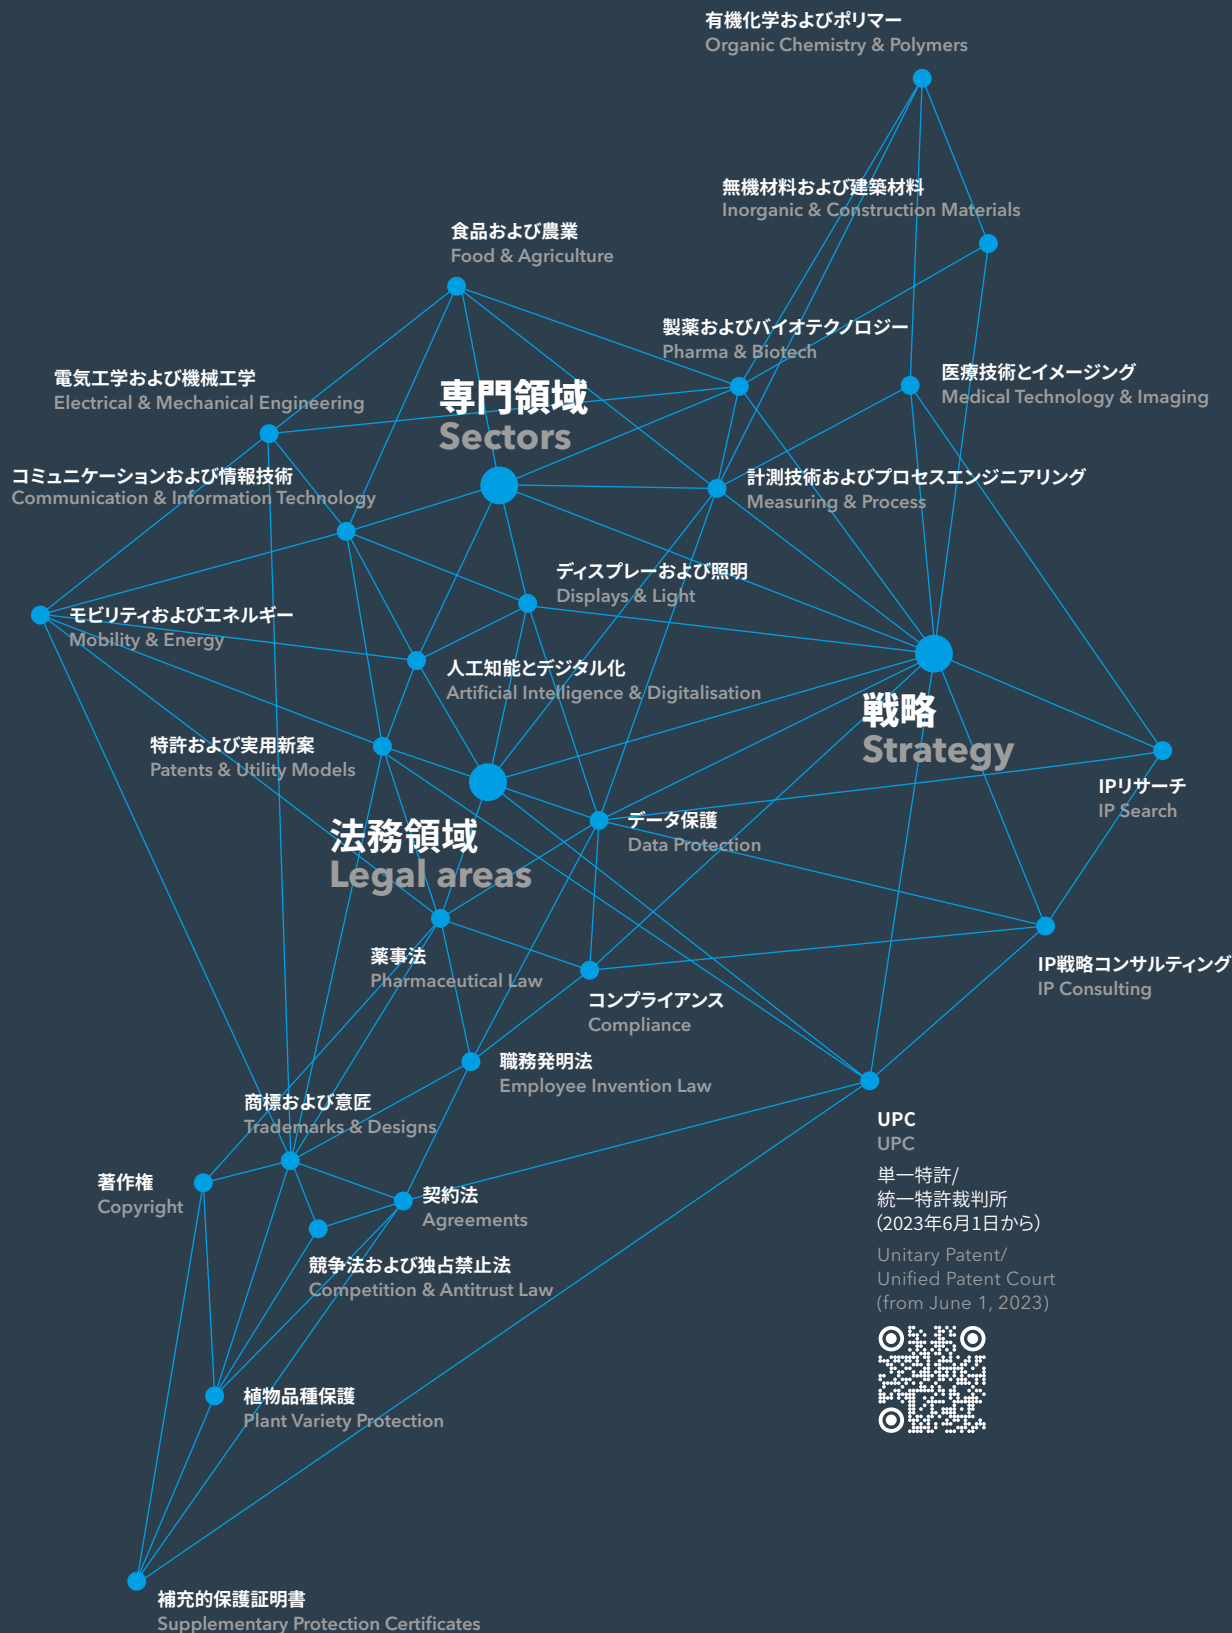 有機化学およびポリマー
Organic Chemistry & Polymers
無機材料および建築材料
Inorganic & Construction Materials
食品および農業
Food & Agriculture
製薬およびバイオテクノロジー
Pharma & Biotech
医療技術とイメージング
Medical Technology & Imaging
電気工学および機械工学
Electrical & Mechanical Engineering
専門領域
Sectors
コミュニケーションおよび情報技術
Communication & Information Technology
計測技術およびプロセスエンジニアリング
Measuring & Process
ディスプレーおよび照明
Displays & Light
モビリティおよびエネルギー
Mobility & Energy
人工知能とデジタル化
Artificial Intelligence & Digitalisation
戦略
Strategy
特許および実用新案
Patents & Utility Models
IPリサーチ
IP Search
法務領域
Legal areas
データ保護
Data Protection
薬事法
Pharmaceutical Law
IP戦略コンサルティング
IP Consulting
コンプライアンス
Compliance
職務発明法
Employee Invention Law
商標および意匠
Trademarks & Designs
UPC
UPC
単一特許/
統一特許裁判所
（2023年6月1日から）
Unitary Patent/
Unified Patent Court
(from June 1, 2023)
著作権
Copyright
契約法
Agreements
競争法および独占禁止法
Competition & Antitrust Law
植物品種保護
Plant Variety Protection
補充的保護証明書
Supplementary Protection Certificates